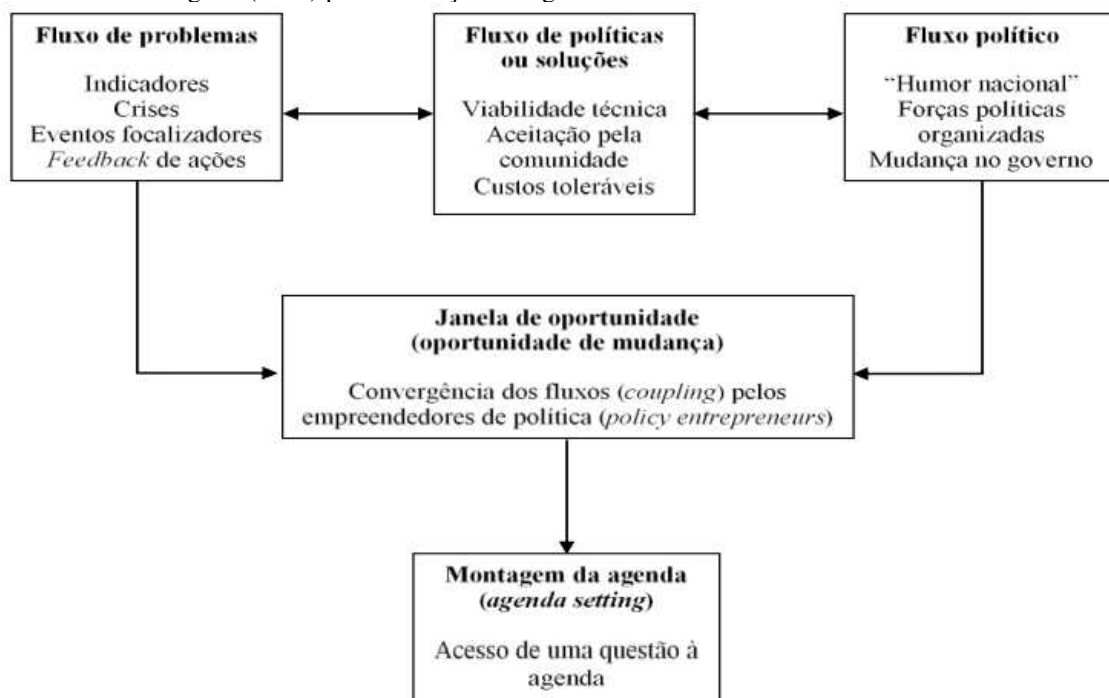 Fluxo de problemas
Indicadores
Crises
Eventos focalizadores
Feedback de ações
Fluxo de políticas
ou soluções
Viabilidade técnica
Aceitação pela
comunidade
Custos toleráveis
Fluxo político
“Humor nacional”
Forças políticas
organizadas
Mudança no governo
Janela de oportunidade
(oportunidade de mudança)
Convergência dos fluxos (coupling) pelos
empreendedores de política (policy entrepreneurs)
Montagem da agenda
(agenda setting)
Acesso de uma questão à
agenda